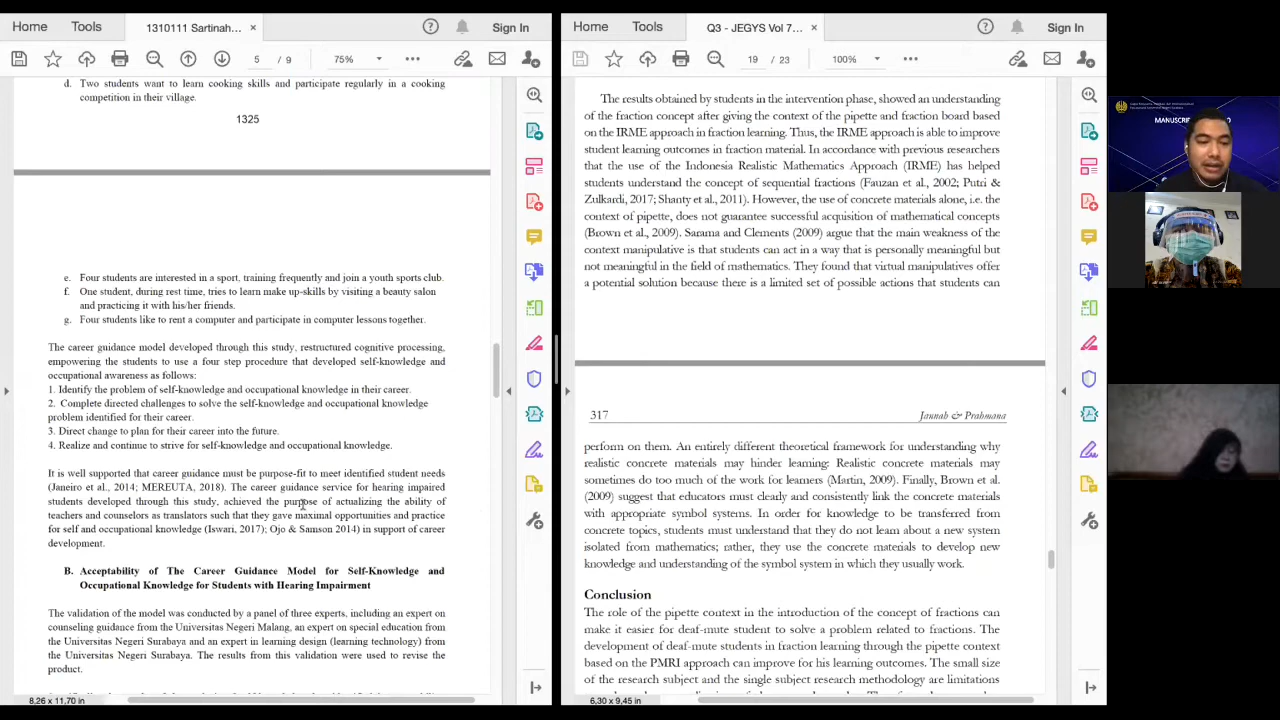 Home
Tools
1310111 Sartinah...
Sign In
5 / 9
75%
d. Two students want to learn cooking skills and participate regularly in a cooking
competition in their village.
1325
e. Four students are interested in a sport, training frequently and join a youth sports club.
f. One student, during rest time, tries to learn make up-skills by visiting a beauty salon
and practicing it with his/her friends.
g. Four students like to rent a computer and participate in computer lessons together.
The career guidance model developed through this study, restructured cognitive processing,
empowering the students to use a four step procedure that developed self-knowledge and
occupational awareness as follows:
1. Identify the problem of self-knowledge and occupational knowledge in their career.
2. Complete directed challenges to solve the self-knowledge and occupational knowledge
problem identified for their career.
3. Direct change to plan for their career into the future.
4. Realize and continue to strive for self-knowledge and occupational knowledge.
It is well supported that career guidance must be purpose-fit to meet identified student needs
(Janeiro et al., 2014; MEREUTA, 2018). The career guidance service for hearing impaired
students developed through this study, achieved the purpose of actualizing the ability of
teachers and counselors as translators such that they gave maximal opportunities and practice
for self and occupational knowledge (Iswari, 2017); Ojo & Samson 2014) in support of career
development.
B. Acceptability of The Career Guidance Model for Self-Knowledge and
Occupational Knowledge for Students with Hearing Impairment
The validation of the model was conducted by a panel of three experts, including an expert on
counseling guidance from the Universitas Negeri Malang, an expert on special education from
the Universitas Negeri Surabaya and an expert in learning design (learning technology) from
the Universitas Negeri Surabaya. The results from this validation were used to revise the
product.
8,26 x 11,70 in
Home
Tools
Q3 - JEGYS Vol 7...
Sign In
19 / 23
100%
The results obtained by students in the intervention phase, showed an understanding
of the fraction concept after giving the context of the pipette and fraction board based
on the IRME approach in fraction learning. Thus, the IRME approach is able to improve
student learning outcomes in fraction material. In accordance with previous researchers
that the use of the Indonesia Realistic Mathematics Approach (IRME) has helped
students understand the concept of sequential fractions (Fauzan et al., 2002; Putri &
Zulkardi, 2017; Shanty et al., 2011). However, the use of concrete materials alone, i.e. the
context of pipette, does not guarantee successful acquisition of mathematical concepts
(Brown et al., 2009). Sarama and Clements (2009) argue that the main weakness of the
context manipulative is that students can act in a way that is personally meaningful but
not meaningful in the field of mathematics. They found that virtual manipulatives offer
a potential solution because there is a limited set of possible actions that students can
317
Jannah & Prahmana
perform on them. An entirely different theoretical framework for understanding why
realistic concrete materials may hinder learning: Realistic concrete materials may
sometimes do too much of the work for learners (Martin, 2009). Finally, Brown et al.
(2009) suggest that educators must clearly and consistently link the concrete materials
with appropriate symbol systems. In order for knowledge to be transferred from
concrete topics, students must understand that they do not learn about a new system
isolated from mathematics; rather, they use the concrete materials to develop new
knowledge and understanding of the symbol system in which they usually work.
Conclusion
The role of the pipette context in the introduction of the concept of fractions can
make it easier for deaf-mute student to solve a problem related to fractions. The
development of deaf-mute students in fraction learning through the pipette context
based on the PMRI approach can improve for his learning outcomes. The small size
of the research subject and the single subject research methodology are limitations
6,30 x 9,45 in